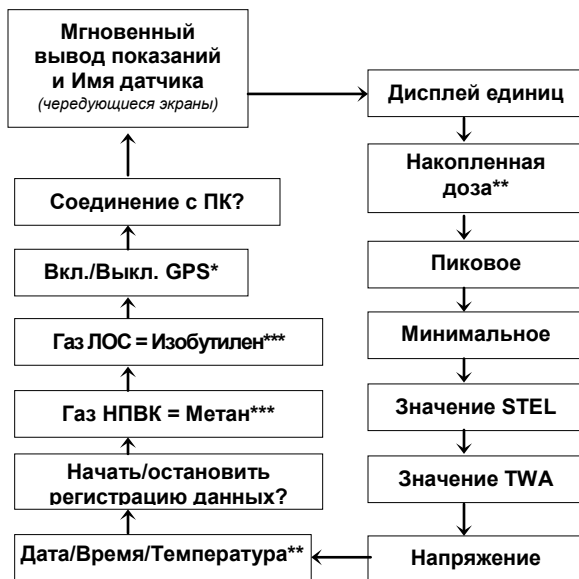 Мгновенный
вывод показаний
и Имя датчика
(чередующиеся экраны)
Дисплей единиц
Накопленная
доза**
Пиковое
Минимальное
Значение STEL
Значение TWA
Напряжение
Дата/Время/Температура**
Начать/остановить
регистрацию данных?
Газ НПВК = Метан***
Газ ЛОС = Изобутилен***
Вкл./Выкл. GPS*
Соединение с ПК?